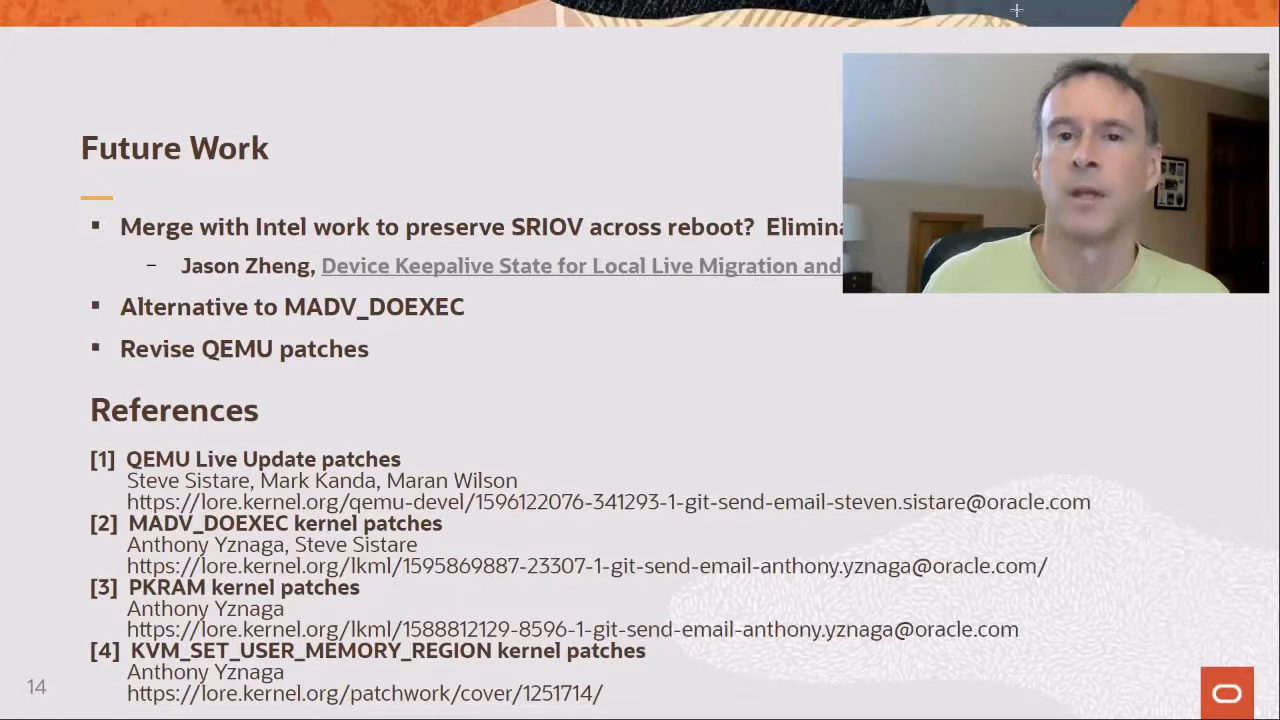 Future Work
▪ Merge with Intel work to preserve SRIOV across reboot? Elimina
– Jason Zheng, Device Keepalive State for Local Live Migration and
▪ Alternative to MADV_DOEXEC
▪ Revise QEMU patches
References
[1] QEMU Live Update patches
Steve Sistare, Mark Kanda, Maran Wilson
https://lore.kernel.org/qemu-devel/1596122076-341293-1-git-send-email-steven.sistare@oracle.com
[2] MADV_DOEXEC kernel patches
Anthony Yznaga, Steve Sistare
https://lore.kernel.org/lkml/1595869887-23307-1-git-send-email-anthony.yznaga@oracle.com/
[3] PKRAM kernel patches
Anthony Yznaga
https://lore.kernel.org/lkml/1588812129-8596-1-git-send-email-anthony.yznaga@oracle.com
[4] KVM_SET_USER_MEMORY_REGION kernel patches
Anthony Yznaga
https://lore.kernel.org/patchwork/cover/1251714/
14